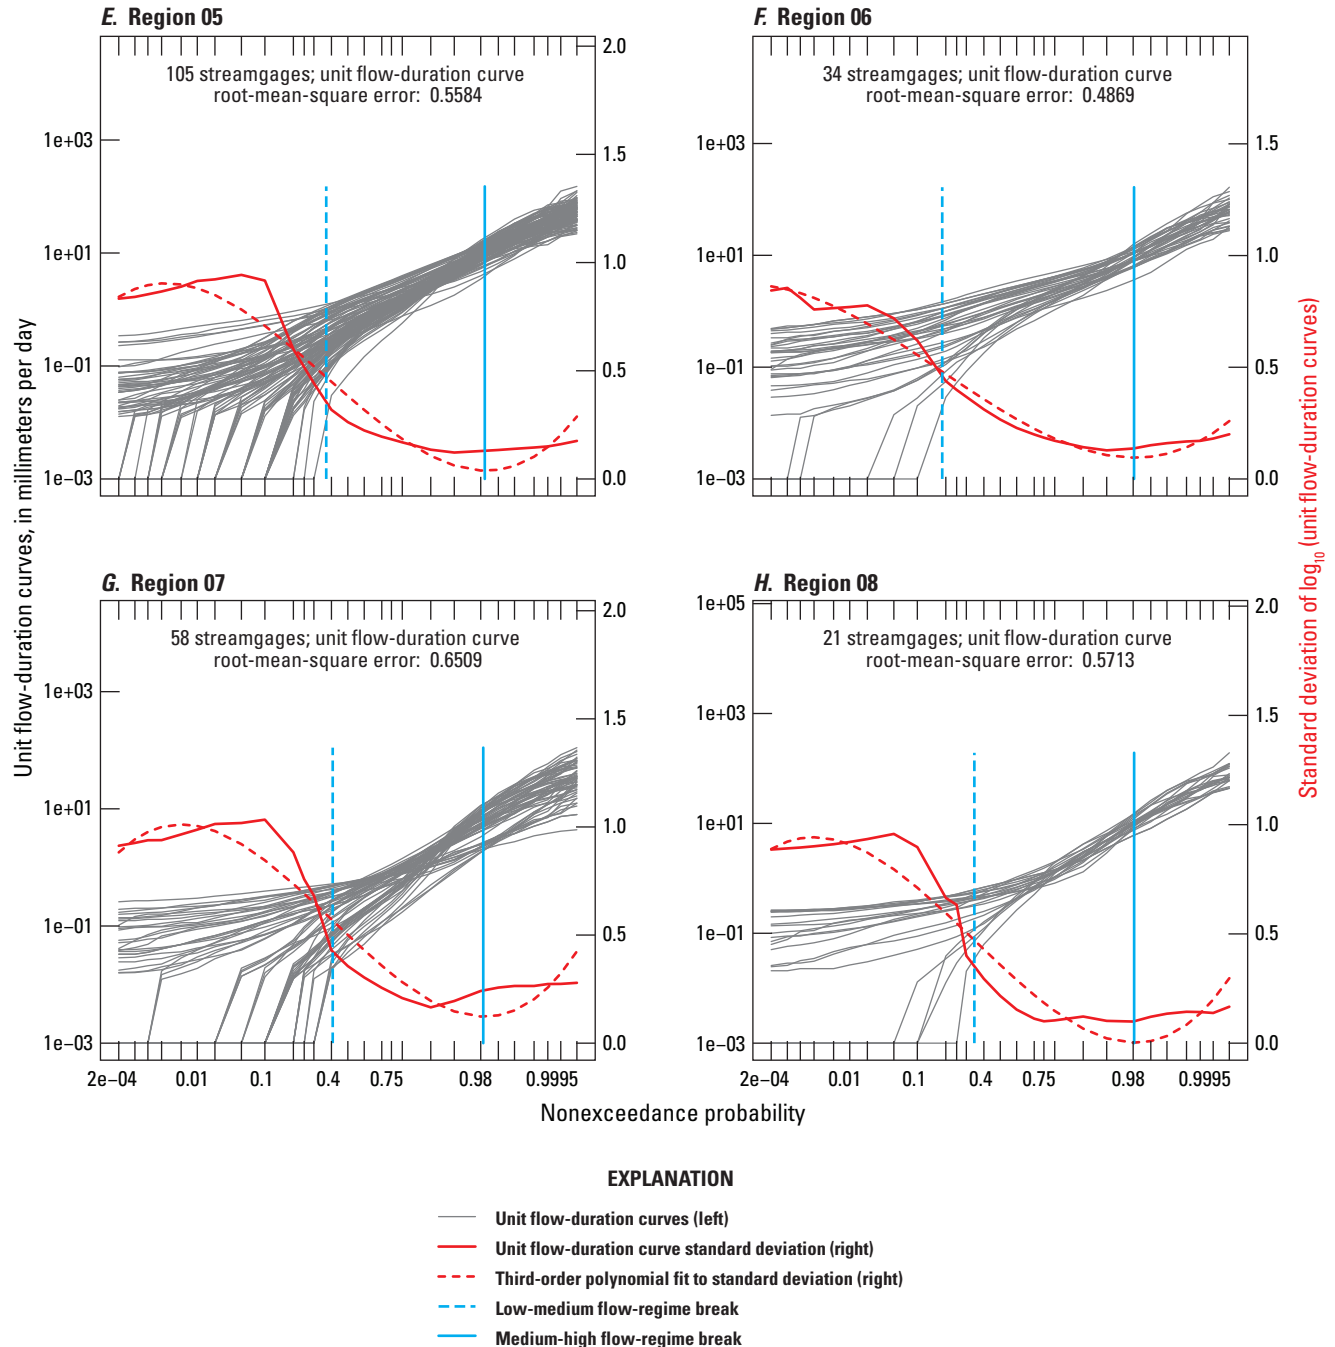 E. Region 05
105 streamgages; unit flow-duration curve
root-mean-square error: 0.5584
1e+03
1e+01
1e−01
1e−03
2.0
1.5
1.0
0.5
0.0
F. Region 06
34 streamgages; unit flow-duration curve
root-mean-square error: 0.4869
1e+03
1e+01
1e−01
1e−03
1.5
1.0
0.5
0.0
Unit flow-duration curves, in millimeters per day
Standard deviation of log10 (unit flow-duration curves)
G. Region 07
58 streamgages; unit flow-duration curve
root-mean-square error: 0.6509
1e+03
1e+01
1e−01
1e−03
2.0
1.5
1.0
0.5
0.0
2e−04 0.01 0.1 0.4 0.75 0.98 0.9995
H. Region 08
21 streamgages; unit flow-duration curve
root-mean-square error: 0.5713
1e+05
1e+03
1e+01
1e−01
1e−03
2.0
1.5
1.0
0.5
0.0
2e−04 0.01 0.1 0.4 0.75 0.98 0.9995
Nonexceedance probability
EXPLANATION
Unit flow-duration curves (left)
Unit flow-duration curve standard deviation (right)
Third-order polynomial fit to standard deviation (right)
Low-medium flow-regime break
Medium-high flow-regime break